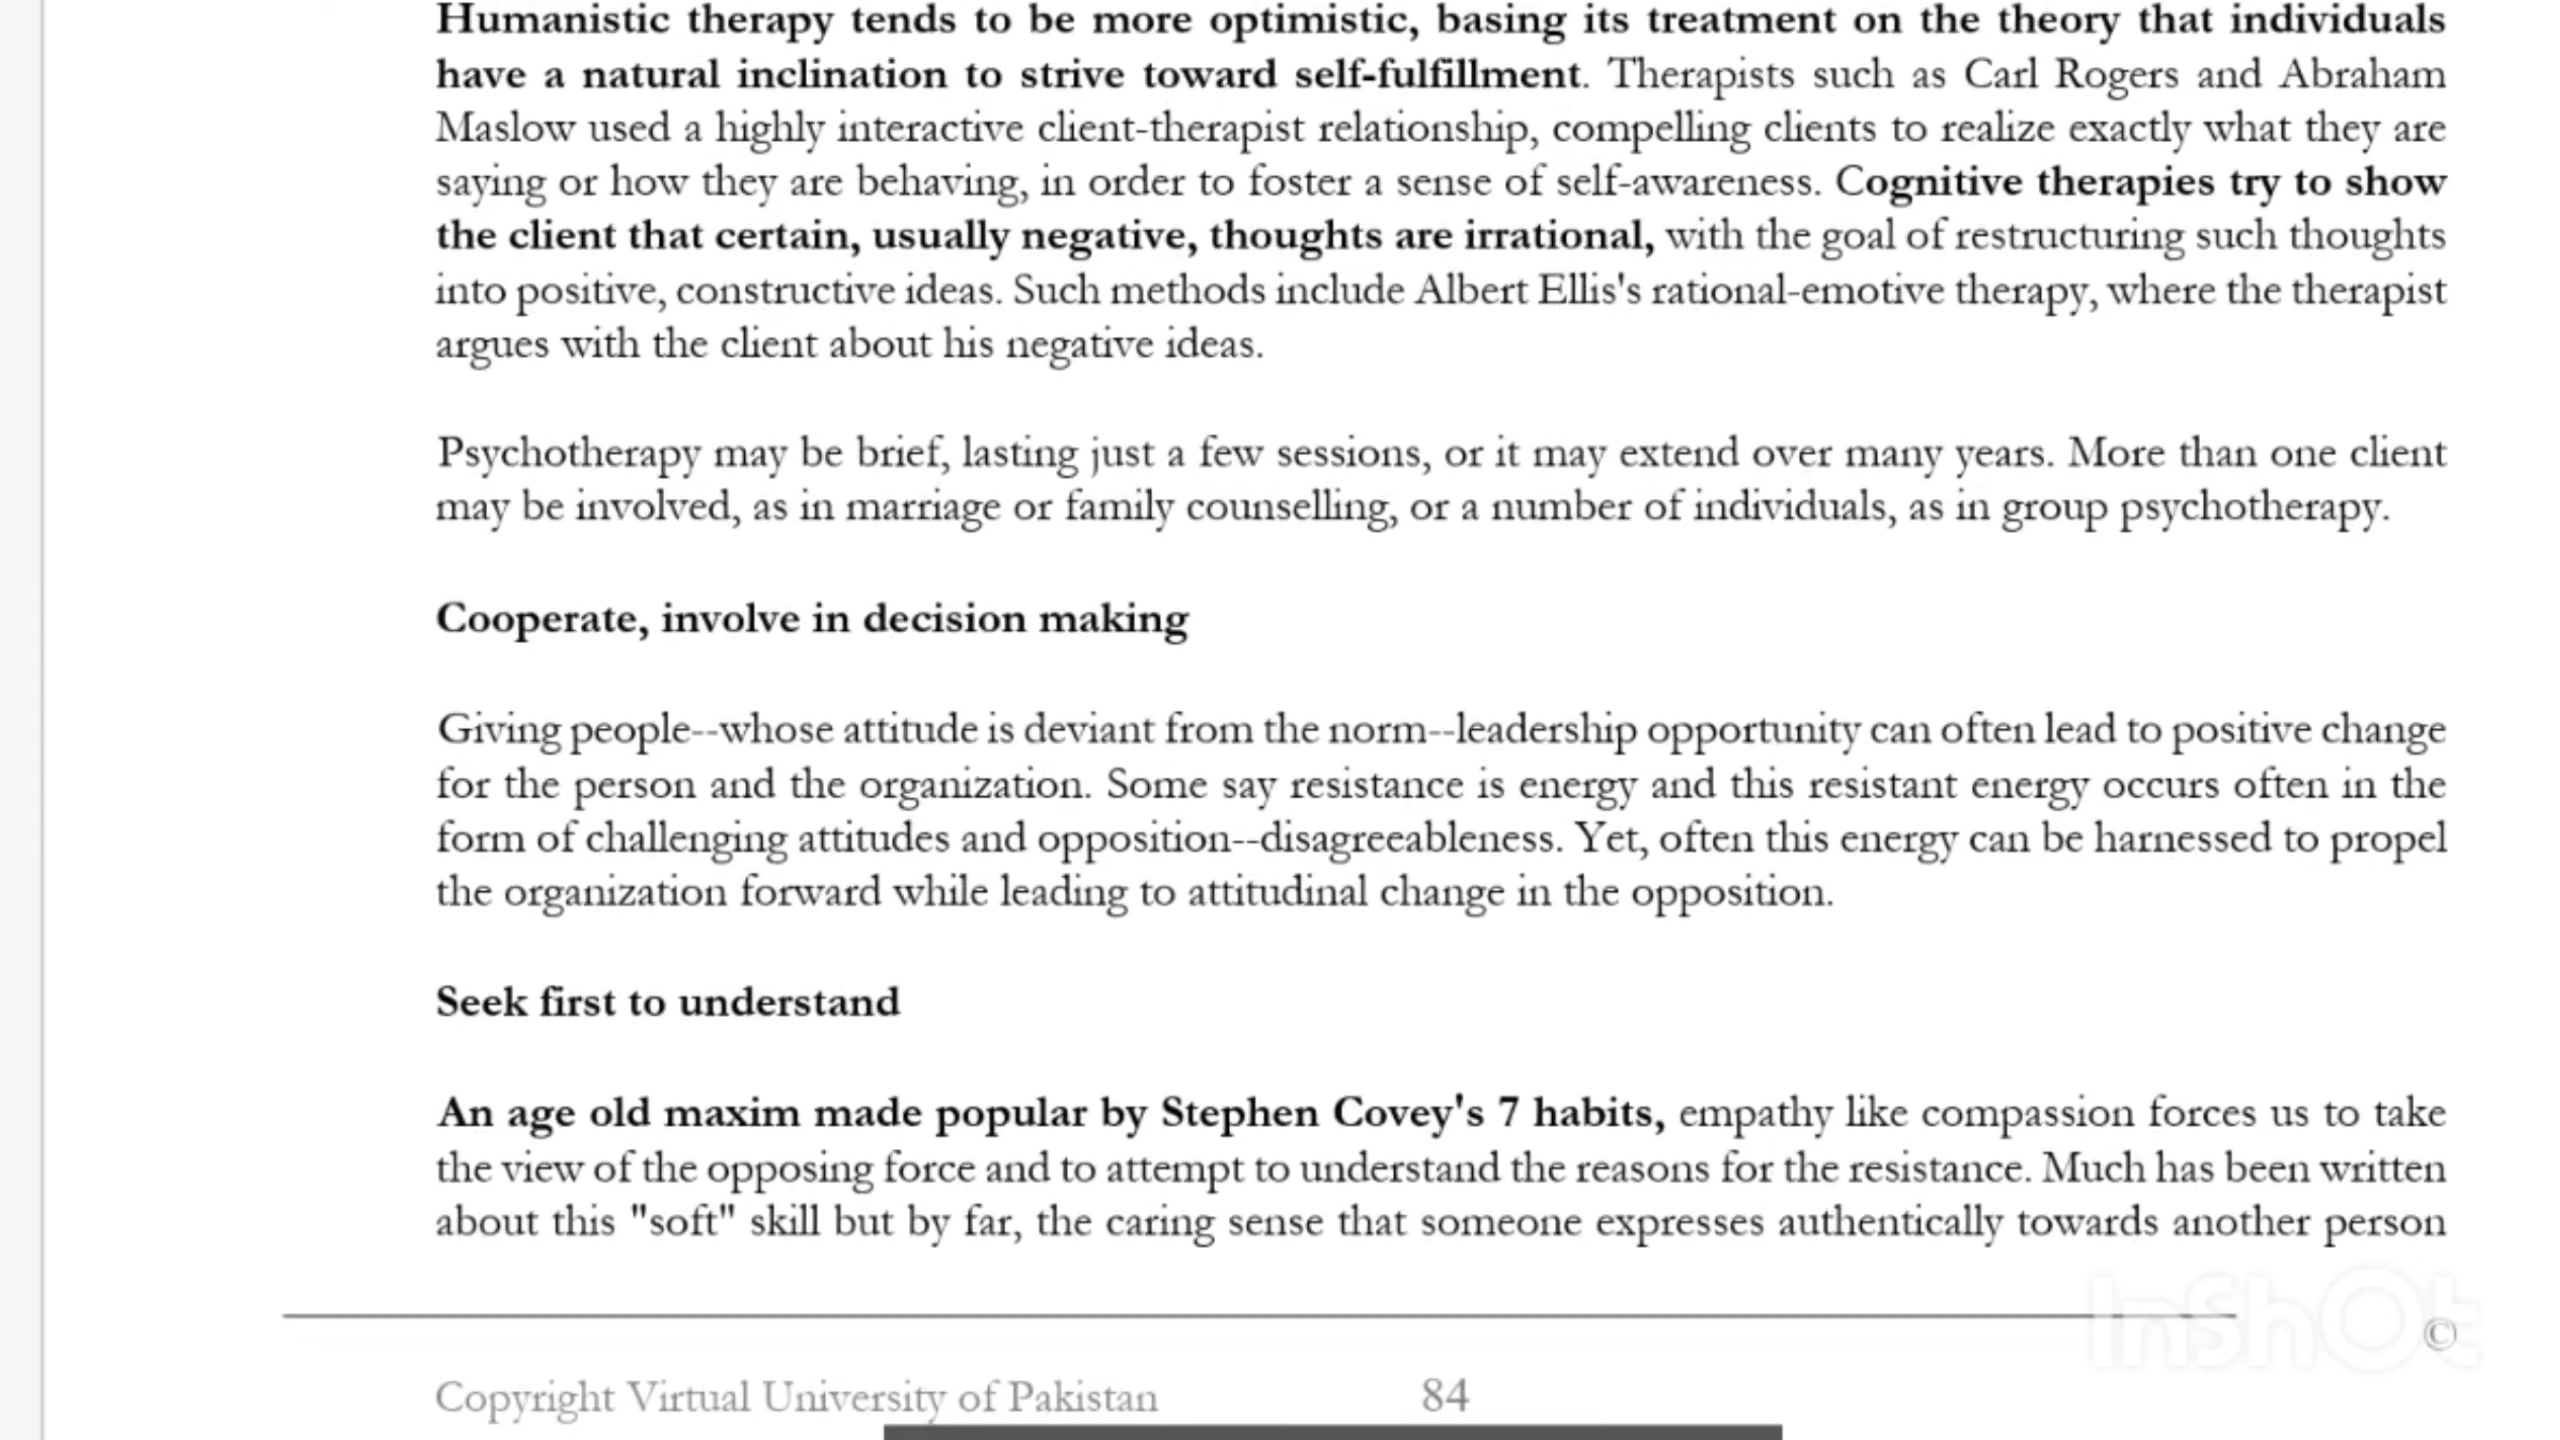 Humanistic therapy tends to be more optimistic, basing its treatment on the theory that individuals
have a natural inclination to strive toward self-fulfillment. Therapists such as Carl Rogers and Abraham
Maslow used a highly interactive client-therapist relationship, compelling clients to realize exactly what they are
saying or how they are behaving, in order to foster a sense of self-awareness. Cognitive therapies try to show
the client that certain, usually negative, thoughts are irrational, with the goal of restructuring such thoughts
into positive, constructive ideas. Such methods include Albert Ellis's rational-emotive therapy, where the therapist
argues with the client about his negative ideas.
Psychotherapy may be brief, lasting just a few sessions, or it may extend over many years. More than one client
may be involved, as in marriage or family counselling, or a number of individuals, as in group psychotherapy.
Cooperate, involve in decision making
Giving people--whose attitude is deviant from the norm--leadership opportunity can often lead to positive change
for the person and the organization. Some say resistance is energy and this resistant energy occurs often in the
form of challenging attitudes and opposition--disagreeableness. Yet, often this energy can be harnessed to propel
the organization forward while leading to attitudinal change in the opposition.
Seek first to understand
An age old maxim made popular by Stephen Covey's 7 habits, empathy like compassion forces us to take
the view of the opposing force and to attempt to understand the reasons for the resistance. Much has been written
about this "soft" skill but by far, the caring sense that someone expresses authentically towards another person
InShOt
©
Copyright Virtual University of Pakistan 84